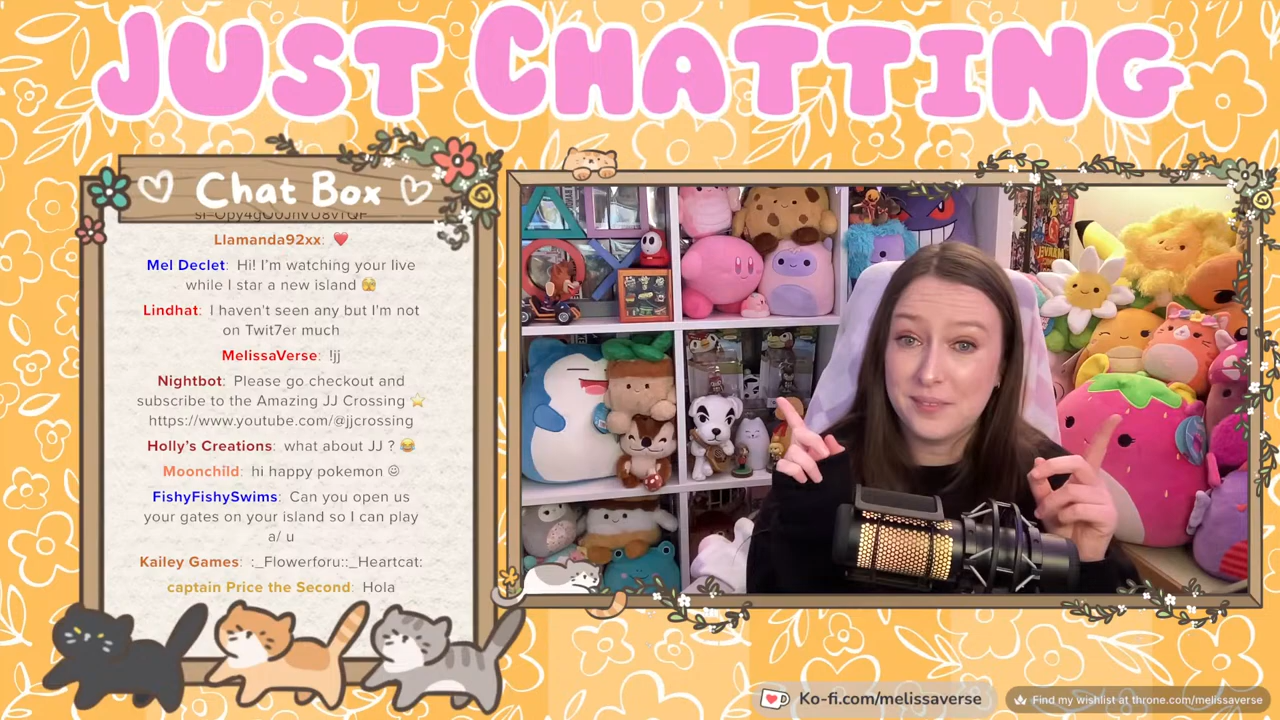 JUST CHATTING
Chat Box
Llamanda92xx: ❤️
Mel Declet: Hi! I'm watching your live
while I star a new island 🫣
Lindhat: I haven't seen any but I'm not
on Twit7er much
MelissaVerse: !jj
Nightbot: Please go checkout and
subscribe to the Amazing JJ Crossing ⭐
https://www.youtube.com/@jjcrossing
Holly's Creations: what about JJ ? 😂
Moonchild: hi happy pokemon ☺
FishyFishySwims: Can you open us
your gates on your island so I can play
a/ u
Kailey Games: :_Flowerforu::_Heartcat:
captain Price the Second: Hola
Ko-fi.com/melissaverse
Find my wishlist at throne.com/melissaverse